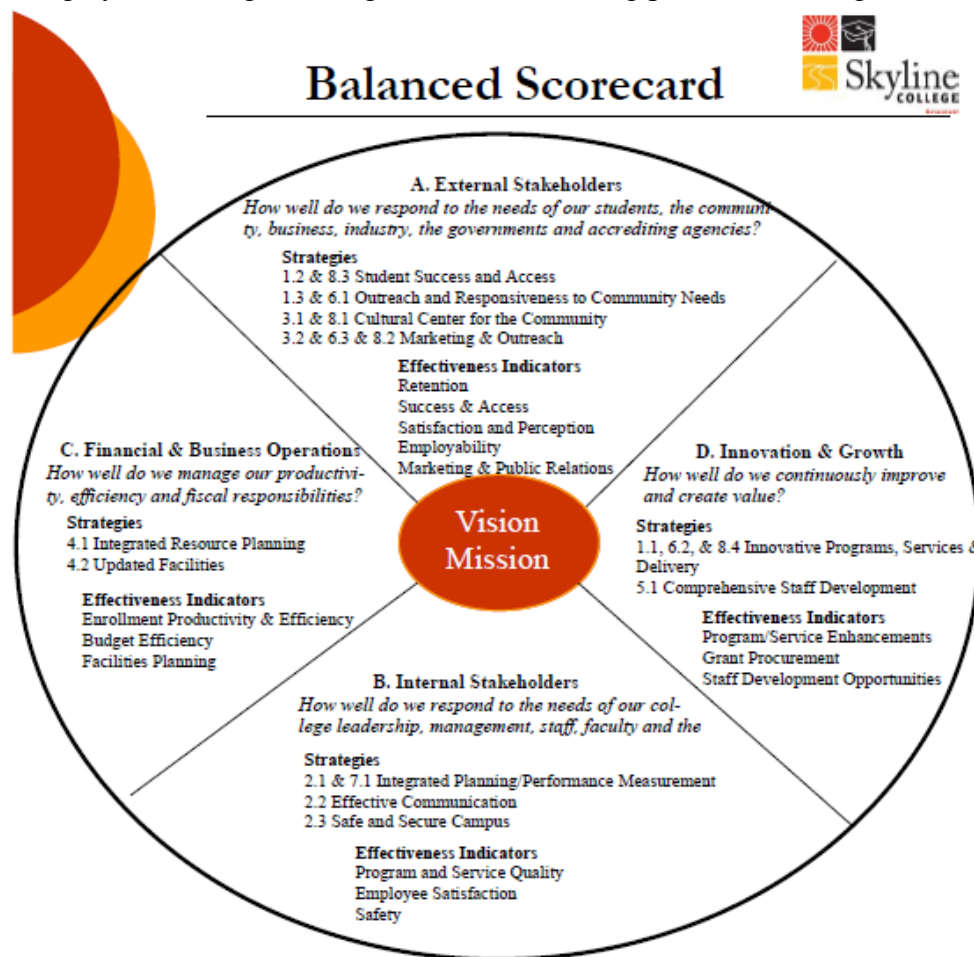 Balanced Scorecard
Skyline
COLLEGE
A. External Stakeholders
How well do we respond to the needs of our students, the communi-
ty, business, industry, the governments and accrediting agencies?
Strategies
1.2 & 8.3 Student Success and Access
1.3 & 6.1 Outreach and Responsiveness to Community Needs
3.1 & 8.1 Cultural Center for the Community
3.2 & 6.3 & 8.2 Marketing & Outreach
Effectiveness Indicators
Retention
Success & Access
Satisfaction and Perception
Employability
Marketing & Public Relations
C. Financial & Business Operations
How well do we manage our productivi-
ty, efficiency and fiscal responsibilities?
Strategies
4.1 Integrated Resource Planning
4.2 Updated Facilities
Effectiveness Indicators
Enrollment Productivity & Efficiency
Budget Efficiency
Facilities Planning
Vision
Mission
D. Innovation & Growth
How well do we continuously improve
and create value?
Strategies
1.1, 6.2, & 8.4 Innovative Programs, Services &
Delivery
5.1 Comprehensive Staff Development
Effectiveness Indicators
Program/Service Enhancements
Grant Procurement
Staff Development Opportunities
B. Internal Stakeholders
How well do we respond to the needs of our col-
lege leadership, management, staff, faculty and the
Strategies
2.1 & 7.1 Integrated Planning/Performance Measurement
2.2 Effective Communication
2.3 Safe and Secure Campus
Effectiveness Indicators
Program and Service Quality
Employee Satisfaction
Safety